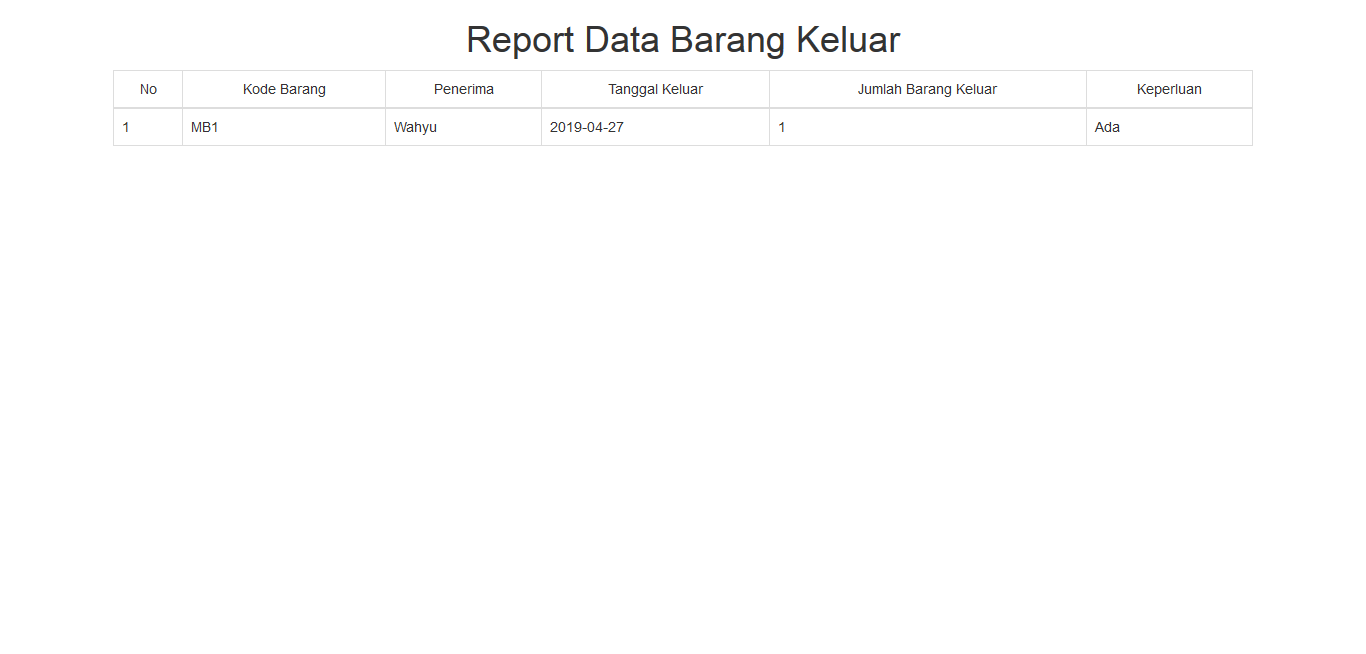 Report Data Barang Keluar
No Kode Barang Penerima Tanggal Keluar Jumlah Barang Keluar Keperluan
1 MB1 Wahyu 2019-04-27 1 Ada